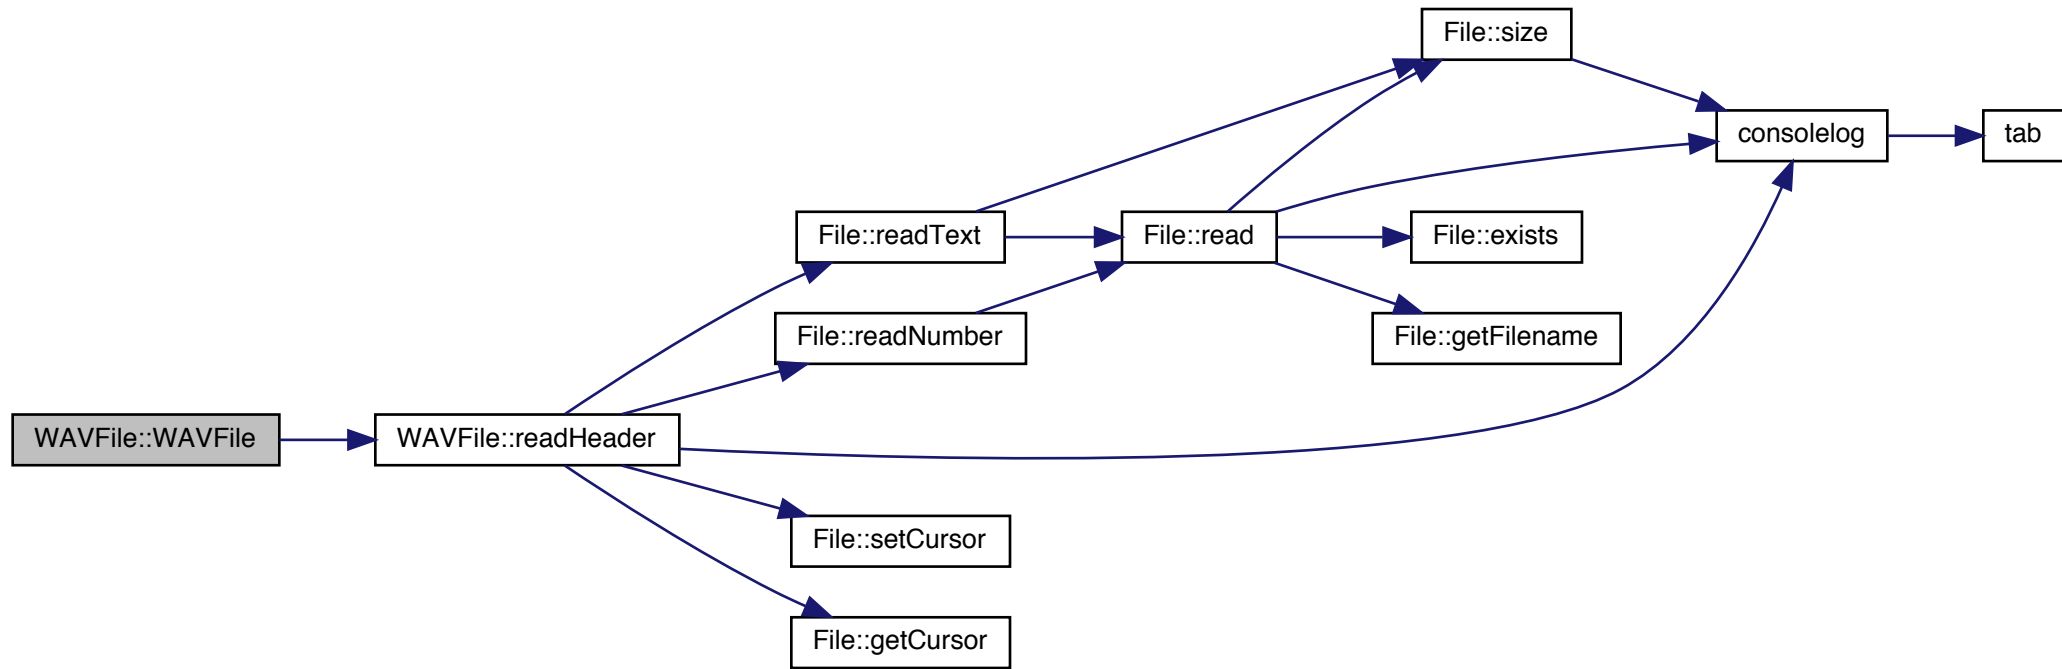 File::size
consolelog
tab
File::readText
File::read
File::exists
File::readNumber
File::getFilename
WAVFile::WAVFile
WAVFile::readHeader
File::setCursor
File::getCursor